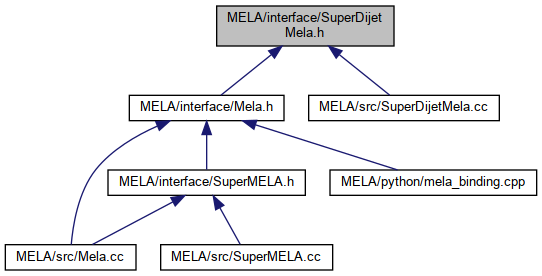 MELA/interface/SuperDijet
Mela.h
MELA/interface/Mela.h
MELA/src/SuperDijetMela.cc
MELA/interface/SuperMELA.h
MELA/python/mela_binding.cpp
MELA/src/Mela.cc
MELA/src/SuperMELA.cc